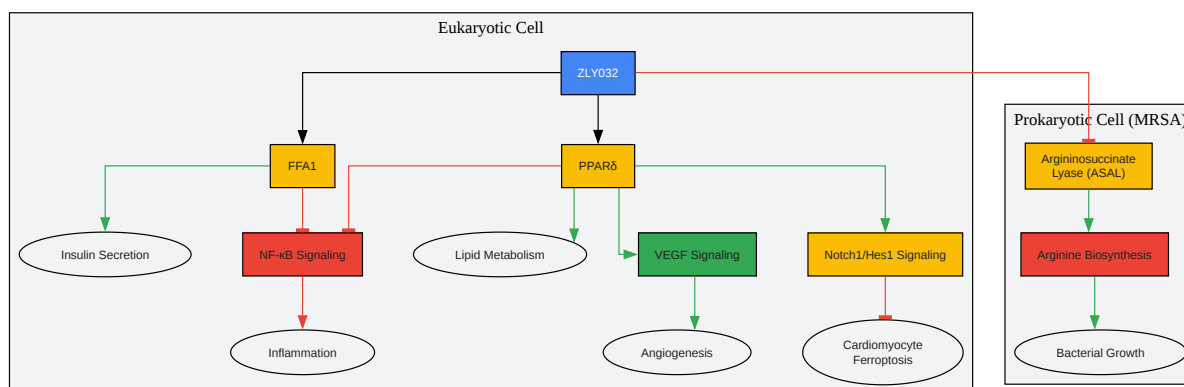 Eukaryotic Cell
ZLY032
Prokaryotic Cell (MRSA)
FFA1
PPARδ
Argininosuccinate
Lyase (ASAL)
Insulin Secretion
NF-κB Signaling
Lipid Metabolism
VEGF Signaling
Notch1/Hes1 Signaling
Arginine Biosynthesis
Inflammation
Angiogenesis
Cardiomyocyte
Ferroptosis
Bacterial Growth